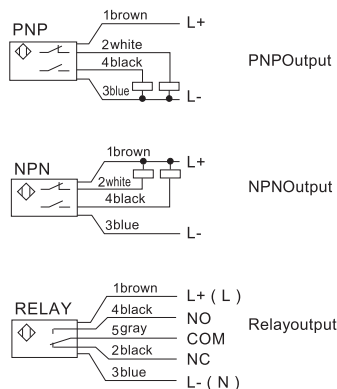 1brown L+
PNP
2white
4black
PNPOutput
3blue L-
1brown L+
NPN
2white
NPNOutput
4black
3blue L-
1brown L+ ( L )
RELAY
4black NO
Relayoutput
5gray COM
2black NC
3blue L- ( N )